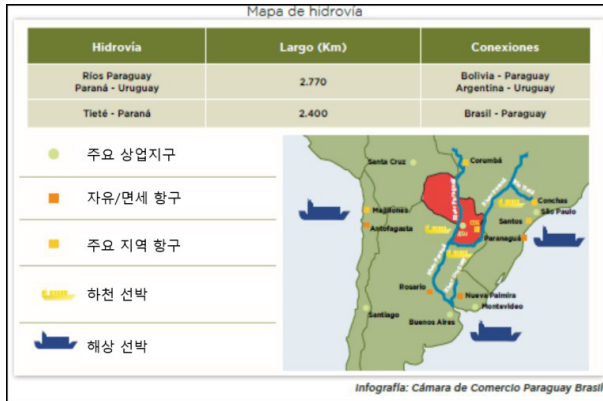 Mapa de hidrovía
Hidrovía Largo (Km) Conexiones
Ríos Paraguay
Paraná - Uruguay
2.770
Bolivia - Paraguay
Argentina - Uruguay
Tieté - Paraná 2.400 Brasil - Paraguay
주요 상업지구
자유/면세 항구
주요 지역 항구
하천 선박
해상 선박
Santa Cruz
Corumbá
Conchas
São Paulo
Santos
Paranaguá
Mejillones
Antofagasta
Rosario
Nueva Palmira
Santiago
Montevideo
Buenos Aires
Infografía: Cámara de Comercio Paraguay Brasil